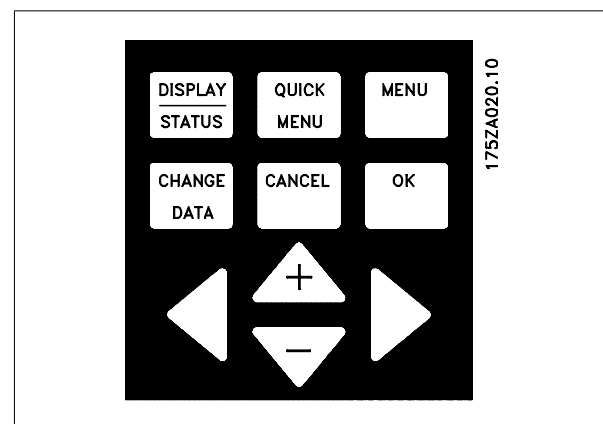 DISPLAY
STATUS
QUICK
MENU
MENU
CHANGE
DATA
CANCEL
OK
+
−
175ZA020.10